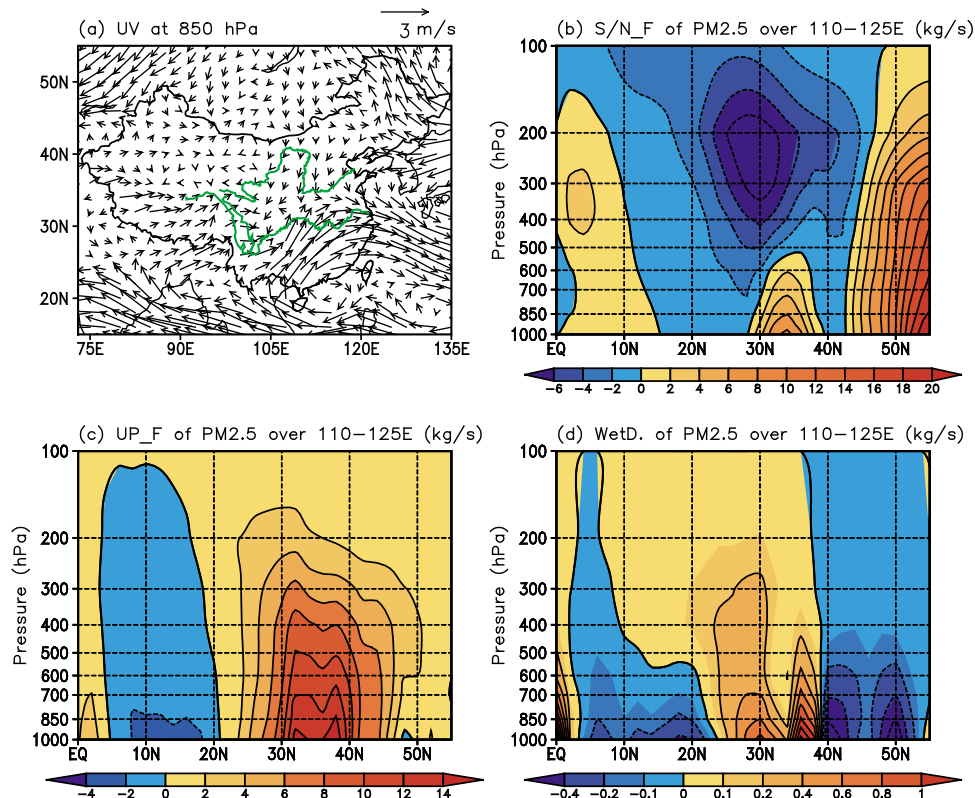 (a) UV at 850 hPa
3 m/s
50N
40N
30N
20N
75E 90E 105E 120E 135E
(b) S/N_F of PM2.5 over 110-125E (kg/s)
Pressure (hPa)
100
200
300
400
500
600
700
850
1000
EQ 10N 20N 30N 40N 50N
-6 -4 -2 0 2 4 6 8 10 12 14 16 18 20
(c) UP_F of PM2.5 over 110-125E (kg/s)
Pressure (hPa)
100
200
300
400
500
600
700
850
1000
EQ 10N 20N 30N 40N 50N
-4 -2 0 2 4 6 8 10 12 14
(d) WetD. of PM2.5 over 110-125E (kg/s)
Pressure (hPa)
100
200
300
400
500
600
700
850
1000
EQ 10N 20N 30N 40N 50N
-0.4 -0.2 -0.1 0 0.1 0.2 0.4 0.6 0.8 1